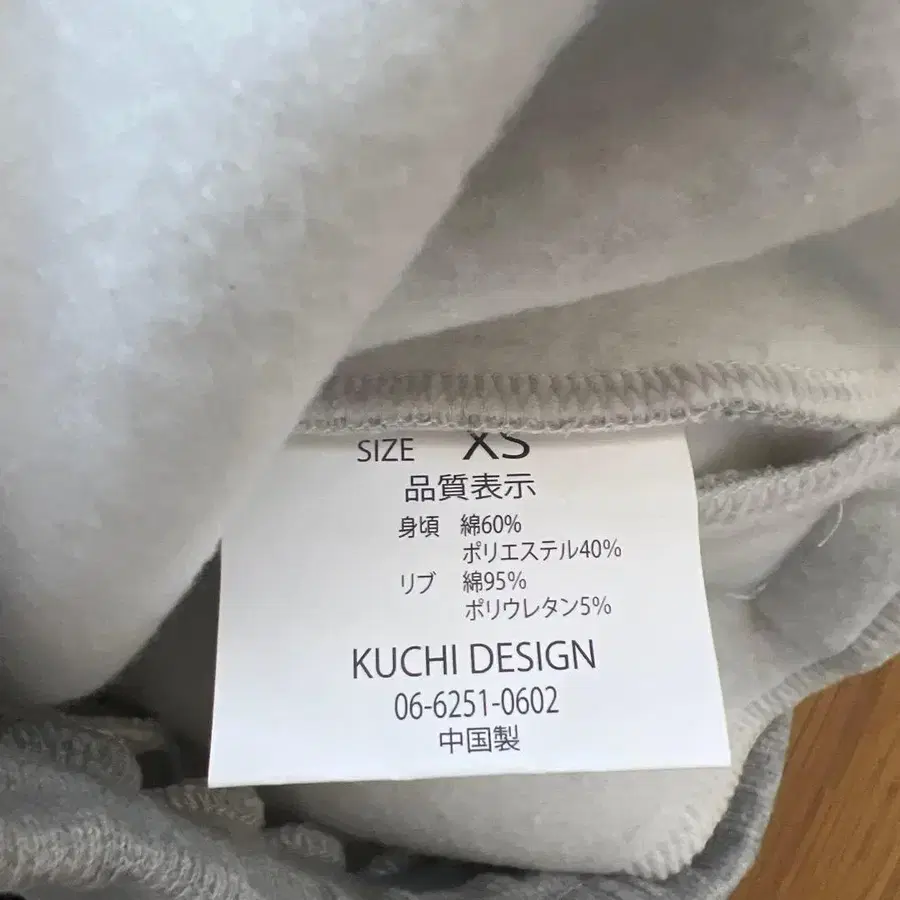 SIZE XS
品質表示
身頃 綿60%
ポリエステル40%
リブ 綿95%
ポリウレタン5%
KUCHI DESIGN
06-6251-0602
中国製